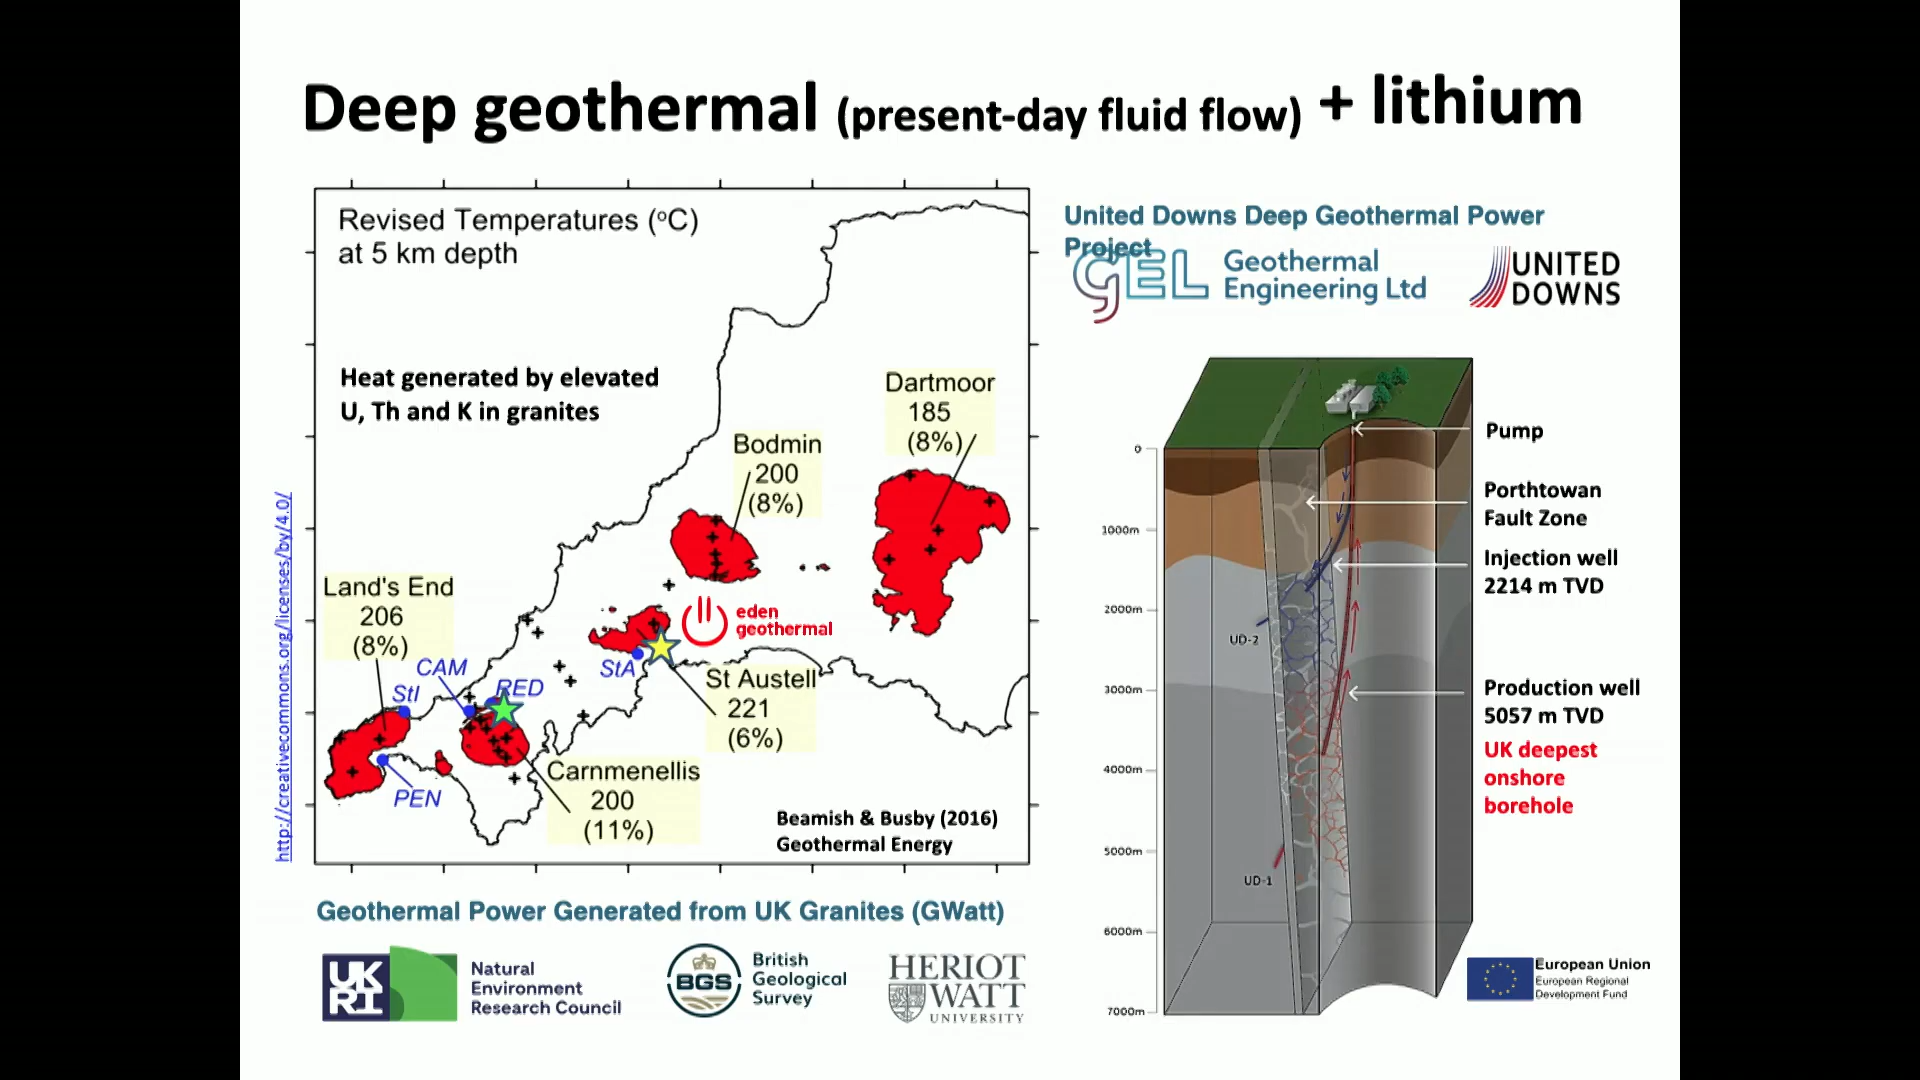 Deep geothermal (present-day fluid flow) + lithium
Revised Temperatures (°C)
at 5 km depth
Heat generated by elevated
U, Th and K in granites
Dartmoor
185
(8%)
Bodmin
200
(8%)
Land's End
206
(8%)
eden
geothermal
CAM
StI
RED
StA
PEN
St Austell
221
(6%)
Carnmenellis
200
(11%)
Beamish & Busby (2016)
Geothermal Energy
http://creativecommons.org/licenses/by/4.0/
Geothermal Power Generated from UK Granites (GWatt)
UK
RI
Natural
Environment
Research Council
BGS
British
Geological
Survey
HERIOT
WATT
UNIVERSITY
United Downs Deep Geothermal Power
Project
gEL
Geothermal
Engineering Ltd
UNITED
DOWNS
0
1000m
2000m
3000m
4000m
5000m
6000m
7000m
UD-2
UD-1
Pump
Porthtowan
Fault Zone
Injection well
2214 m TVD
Production well
5057 m TVD
UK deepest
onshore
borehole
European Union
European Regional
Development Fund